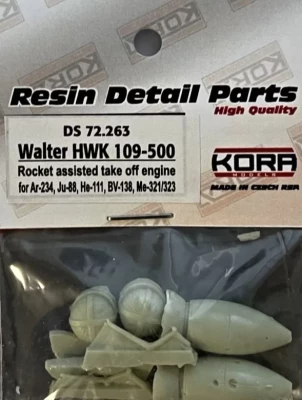 Resin Detail Parts
High Quality
DS 72.263
Walter HWK 109-500
Rocket assisted take off engine
for Ar-234, Ju-88, He-111, BV-138, Me-321/323
KORA
MODELS
MADE IN CZECH REP.